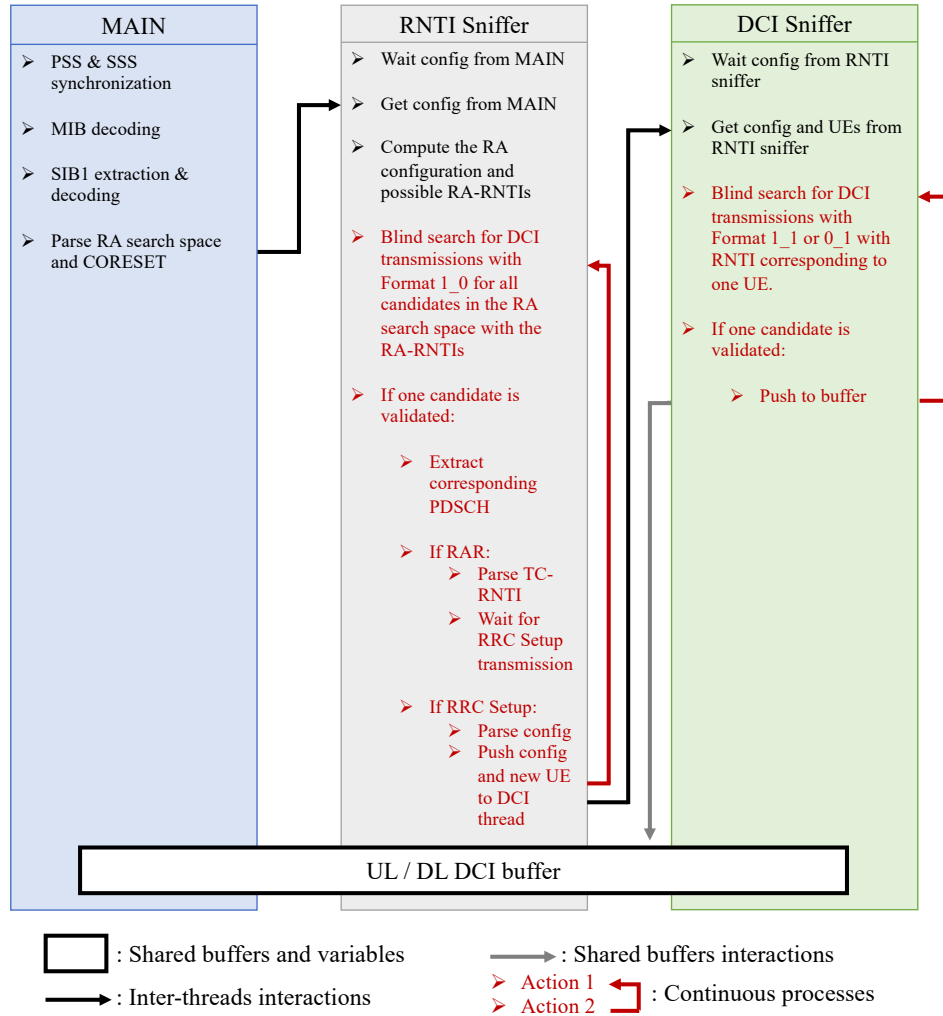 MAIN
PSS & SSS
synchronization
MIB decoding
SIB1 extraction &
decoding
Parse RA search space
and CORESET
RNTI Sniffer
Wait config from MAIN
Get config from MAIN
Compute the RA
configuration and
possible RA-RNTIs
Blind search for DCI
transmissions with
Format 1_0 for all
candidates in the RA
search space with the
RA-RNTIs
If one candidate is
validated:
Extract
corresponding
PDSCH
If RAR:
Parse TC-
RNTI
Wait for
RRC Setup
transmission
If RRC Setup:
Parse config
Push config
and new UE
to DCI
thread
DCI Sniffer
Wait config from RNTI
sniffer
Get config and UEs from
RNTI sniffer
Blind search for DCI
transmissions with
Format 1_1 or 0_1 with
RNTI corresponding to
one UE.
If one candidate is
validated:
Push to buffer
UL / DL DCI buffer
: Shared buffers and variables
: Inter-threads interactions
: Shared buffers interactions
Action 1
Action 2
: Continuous processes